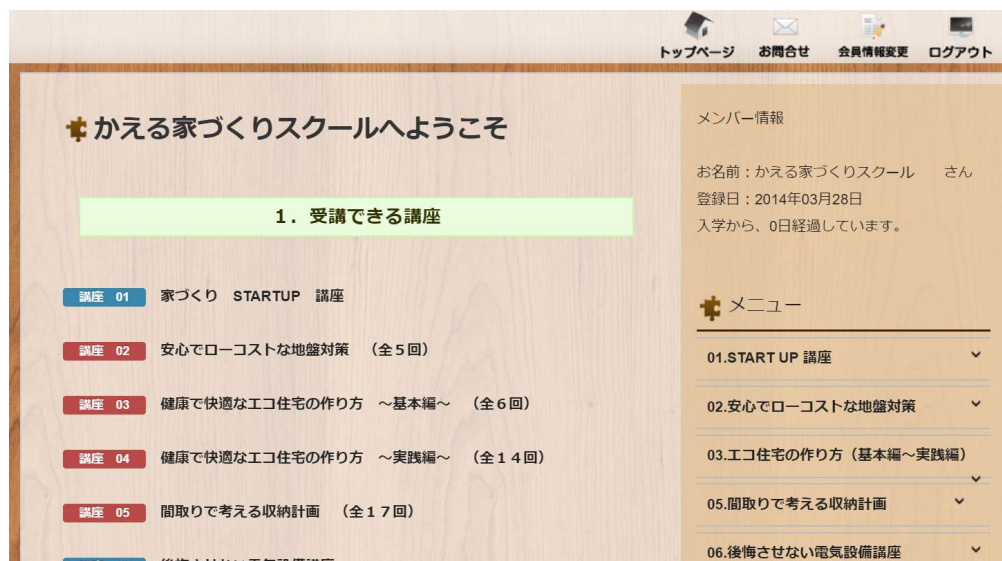 トップページ お問合せ 会員情報変更 ログアウト
かえる家づくりスクールへようこそ
1．受講できる講座
講座 01 家づくり STARTUP 講座
講座 02 安心でローコストな地盤対策 （全５回）
講座 03 健康で快適なエコ住宅の作り方 ～基本編～ （全６回）
講座 04 健康で快適なエコ住宅の作り方 ～実践編～ （全１４回）
講座 05 間取りで考える収納計画 （全１７回）
メンバー情報
お名前：かえる家づくりスクール さん
登録日：2014年03月28日
入学から、0日経過しています。
メニュー
01.START UP 講座
02.安心でローコストな地盤対策
03.エコ住宅の作り方（基本編～実践編）
05.間取りで考える収納計画
06.後悔させない電気設備講座